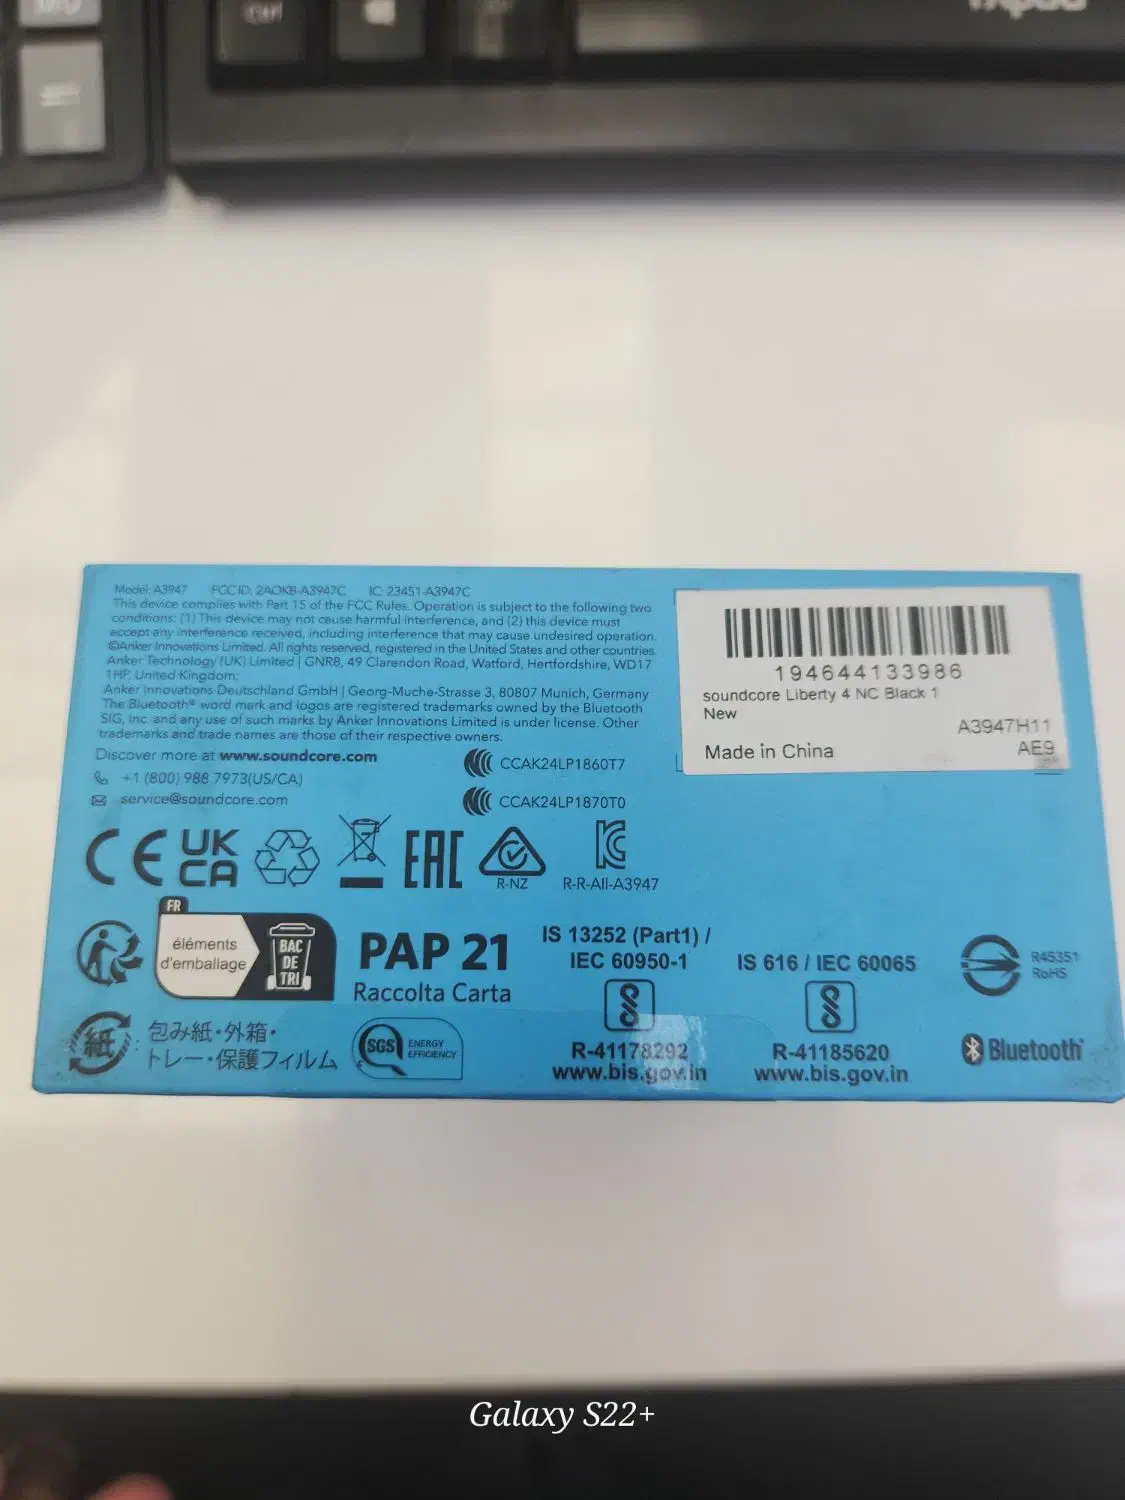 Ctrl
Model: A3947 FCC ID: 2AOKB-A3947C IC: 23451-A3947C
This device complies with Part 15 of the FCC Rules. Operation is subject to the following two
conditions: (1) This device may not cause harmful interference, and (2) this device must
accept any interference received, including interference that may cause undesired operation.
©Anker Innovations Limited. All rights reserved, registered in the United States and other countries.
Anker Technology (UK) Limited | GNR8, 49 Clarendon Road, Watford, Hertfordshire, WD17
1HP, United Kingdom;
Anker Innovations Deutschland GmbH | Georg-Muche-Strasse 3, 80807 Munich, Germany
The Bluetooth® word mark and logos are registered trademarks owned by the Bluetooth
SIG, Inc. and any use of such marks by Anker Innovations Limited is under license. Other
trademarks and trade names are those of their respective owners.
Discover more at www.soundcore.com
+1 (800) 988 7973(US/CA)
service@soundcore.com
CCAK24LP1860T7
CCAK24LP1870T0
194644133986
soundcore Liberty 4 NC Black 1
New
A3947H11
Made in China
AE9
CE
UK
CA
EAC
R-NZ
R-R-AII-A3947
FR
éléments
d'emballage
BAC
DE
TRI
PAP 21
Raccolta Carta
IS 13252 (Part1) /
IEC 60950-1
R-41178292
www.bis.gov.in
IS 616 / IEC 60065
R-41185620
www.bis.gov.in
R45351
RoHS
紙
包み紙・外箱・
トレー・保護フィルム
SGS
ENERGY
EFFICIENCY
Bluetooth®
Galaxy S22+